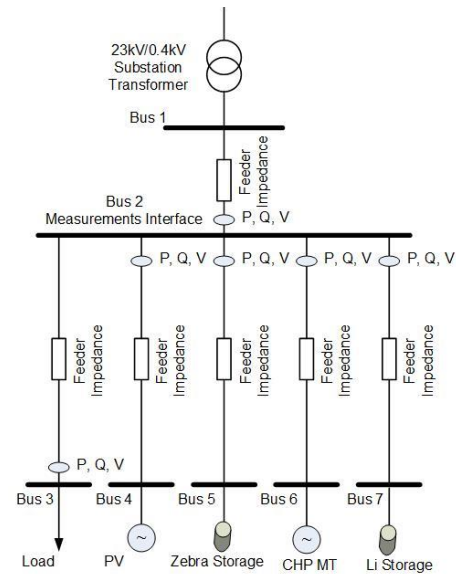 23kV/0.4kV
Substation
Transformer
Bus 1
Feeder
Impedance
Bus 2
Measurements Interface
P, Q, V
P, Q, V
P, Q, V
P, Q, V
P, Q, V
Feeder
Impedance
Feeder
Impedance
Feeder
Impedance
Feeder
Impedance
Feeder
Impedance
P, Q, V
Bus 3
Bus 4
Bus 5
Bus 6
Bus 7
~
~
Load
PV
Zebra Storage
CHP MT
Li Storage